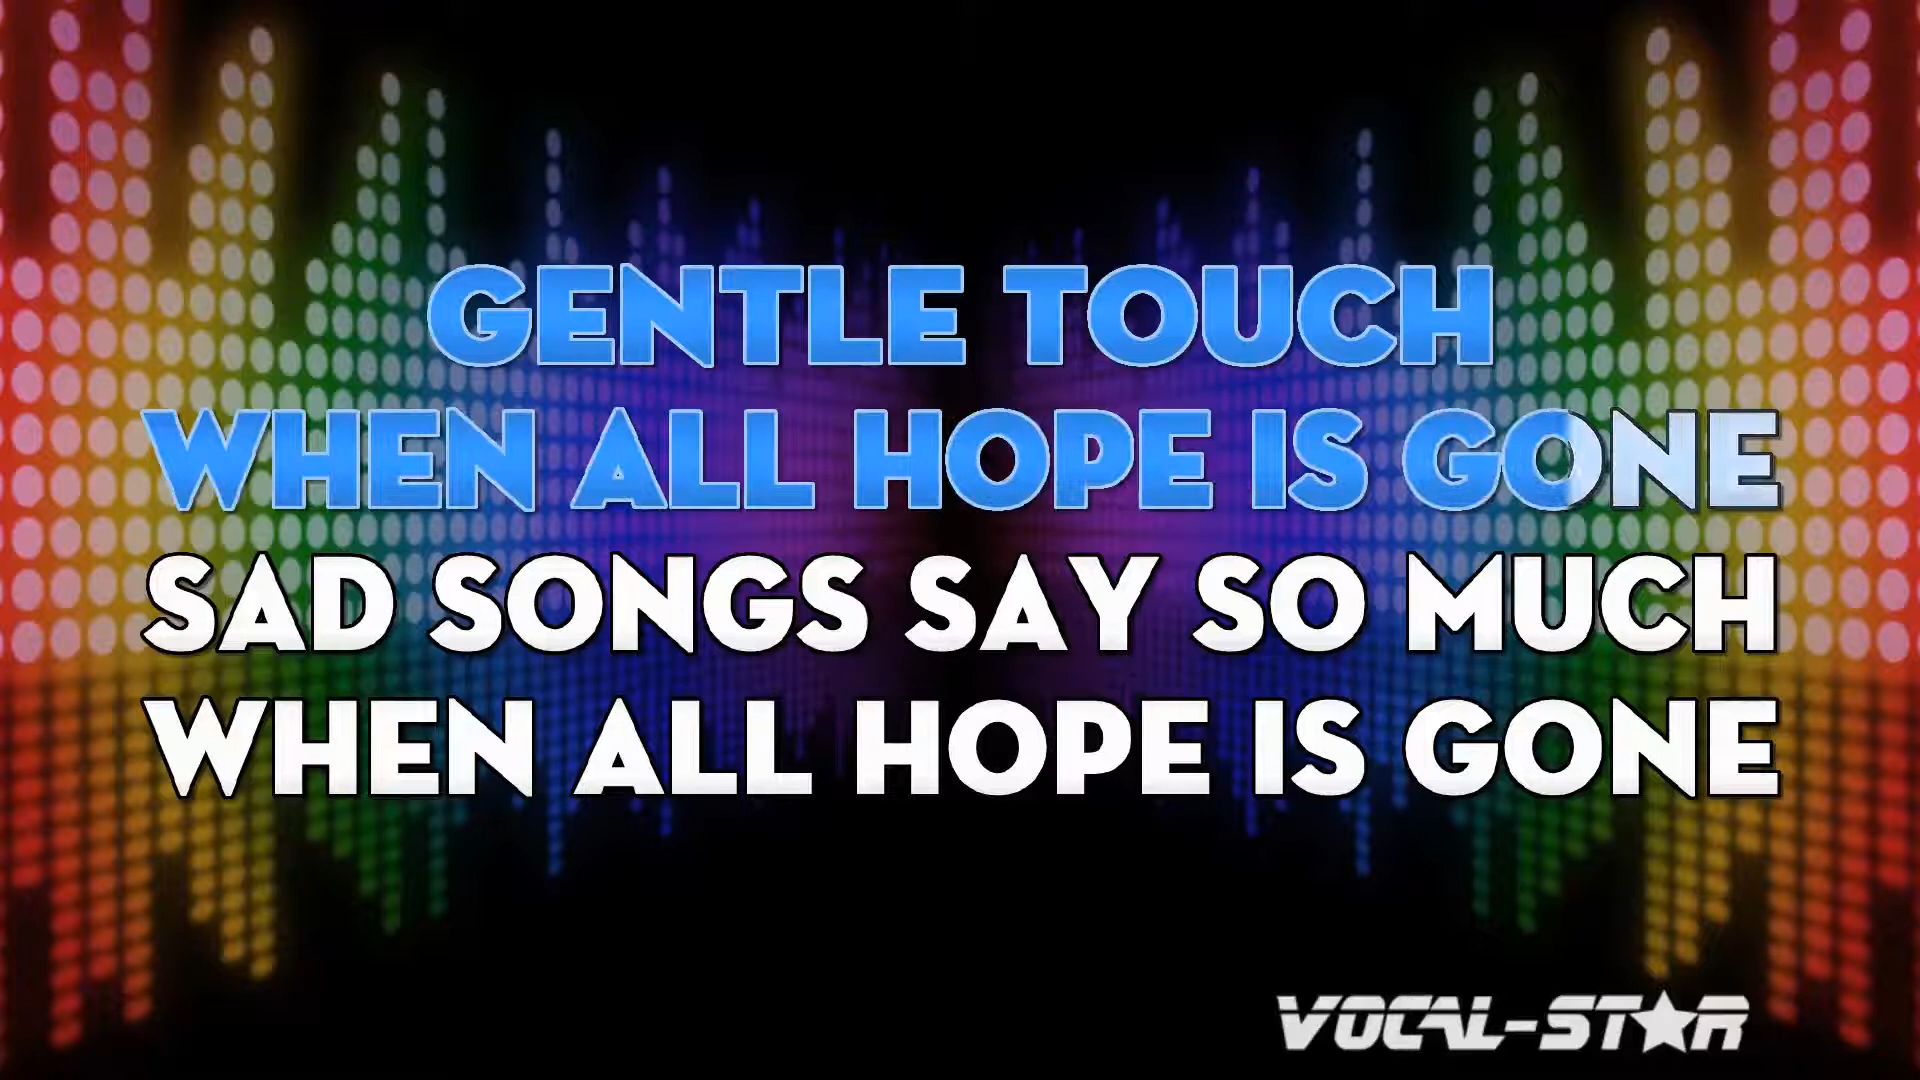 GENTLE TOUCH
WHEN ALL HOPE IS GONE
SAD SONGS SAY SO MUCH
WHEN ALL HOPE IS GONE
VOCAL-STAR